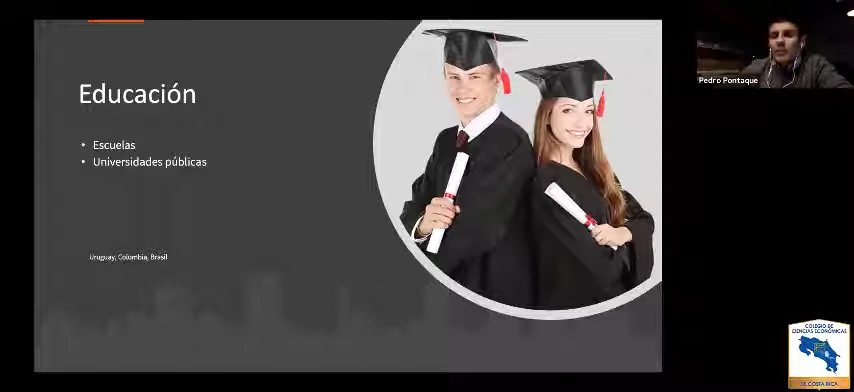 Educación
• Escuelas
• Universidades públicas
Uruguay, Colombia, Brasil
Pedro Pontaque
COLEGIO DE
CIENCIAS ECONÓMICAS
DE COSTA RICA